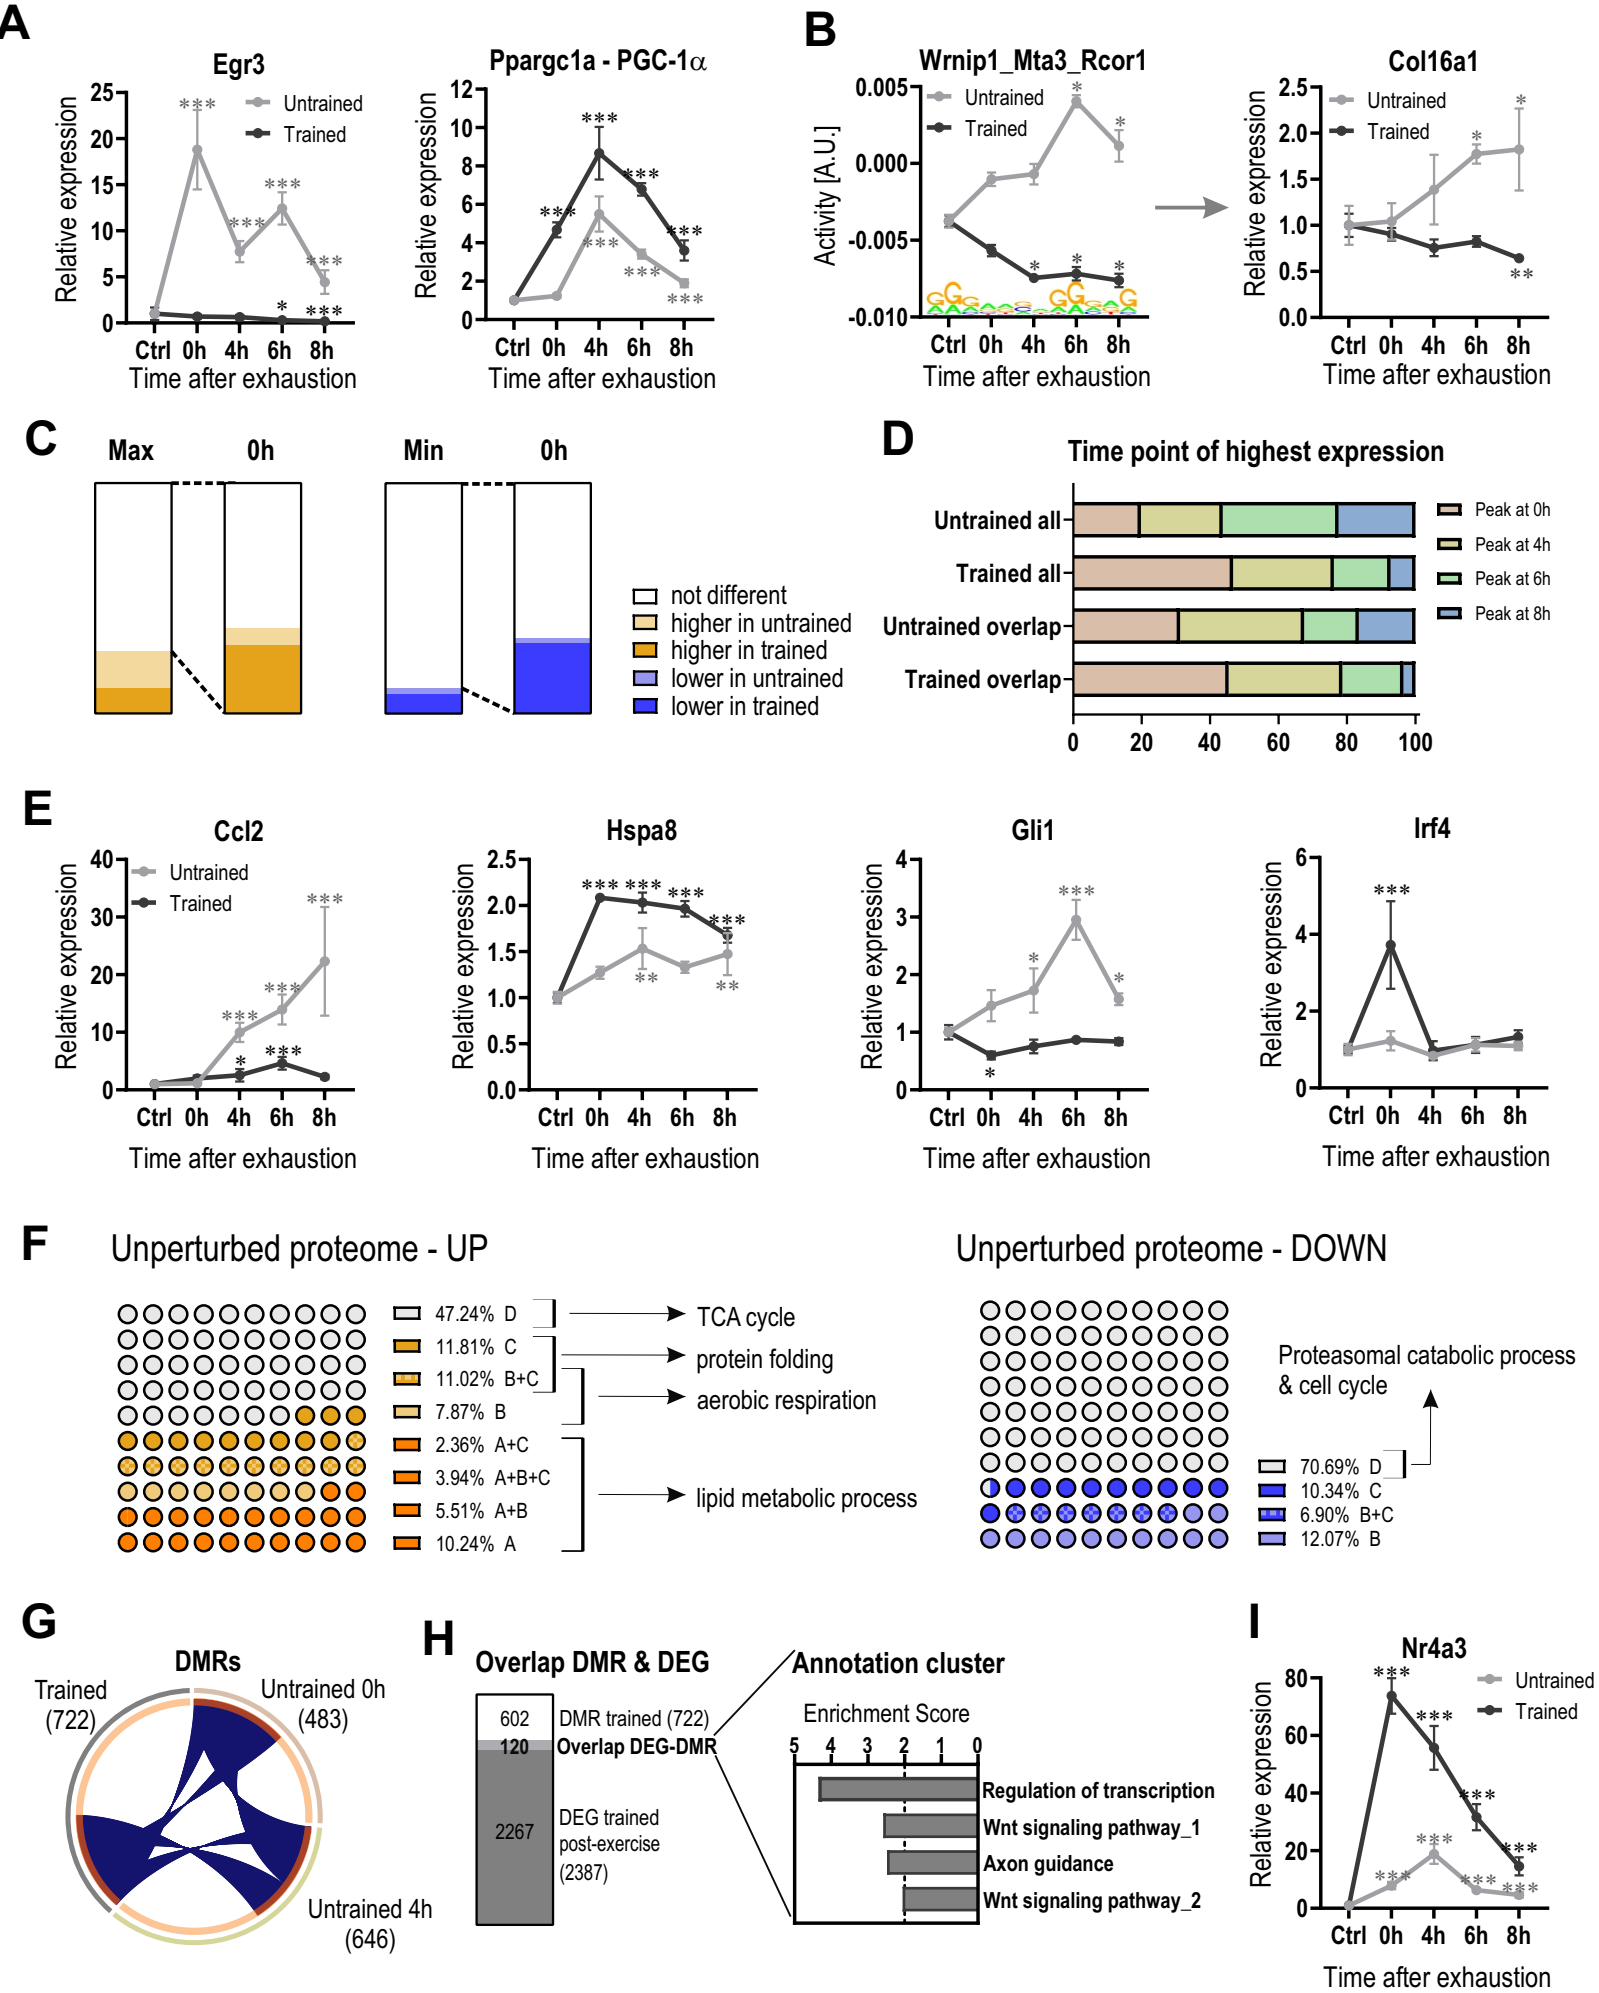 A
Egr3
Relative expression
25
20
15
10
5
0
Untrained
Trained
***
***
***
***
*
***
Ctrl 0h 4h 6h 8h
Time after exhaustion
Ppargc1a - PGC-1α
Relative expression
12
10
8
6
4
2
0
***
***
***
***
***
***
***
Ctrl 0h 4h 6h 8h
Time after exhaustion
B
Wrnip1_Mta3_Rcor1
Activity [A.U.]
0.005
0.000
-0.005
-0.010
Untrained
Trained
*
*
*
*
*
Ctrl 0h 4h 6h 8h
Time after exhaustion
Col16a1
Relative expression
2.5
2.0
1.5
1.0
0.5
0.0
Untrained
Trained
*
*
**
Ctrl 0h 4h 6h 8h
Time after exhaustion
C
Max 0h
Min 0h
not different
higher in untrained
higher in trained
lower in untrained
lower in trained
D
Time point of highest expression
Untrained all
Trained all
Untrained overlap
Trained overlap
0 20 40 60 80 100
Peak at 0h
Peak at 4h
Peak at 6h
Peak at 8h
E
Ccl2
Relative expression
40
30
20
10
0
Untrained
Trained
***
***
***
*
***
Ctrl 0h 4h 6h 8h
Time after exhaustion
Hspa8
Relative expression
2.5
2.0
1.5
1.0
0.5
0.0
*** *** *** ***
**
**
Ctrl 0h 4h 6h 8h
Time after exhaustion
Gli1
Relative expression
4
3
2
1
0
***
*
*
*
Ctrl 0h 4h 6h 8h
Time after exhaustion
Irf4
Relative expression
6
4
2
0
***
Ctrl 0h 4h 6h 8h
Time after exhaustion
F
Unperturbed proteome - UP
47.24% D
11.81% C
11.02% B+C
7.87% B
2.36% A+C
3.94% A+B+C
5.51% A+B
10.24% A
TCA cycle
protein folding
aerobic respiration
lipid metabolic process
Unperturbed proteome - DOWN
Proteasomal catabolic process
& cell cycle
70.69% D
10.34% C
6.90% B+C
12.07% B
G
DMRs
Trained
(722)
Untrained 0h
(483)
Untrained 4h
(646)
H
Overlap DMR & DEG
602
DMR trained (722)
120
Overlap DEG-DMR
2267
DEG trained
post-exercise
(2387)
Annotation cluster
Enrichment Score
5 4 3 2 1 0
Regulation of transcription
Wnt signaling pathway_1
Axon guidance
Wnt signaling pathway_2
I
Nr4a3
Relative expression
80
60
40
20
0
Untrained
Trained
***
***
***
***
***
***
***
***
Ctrl 0h 4h 6h 8h
Time after exhaustion